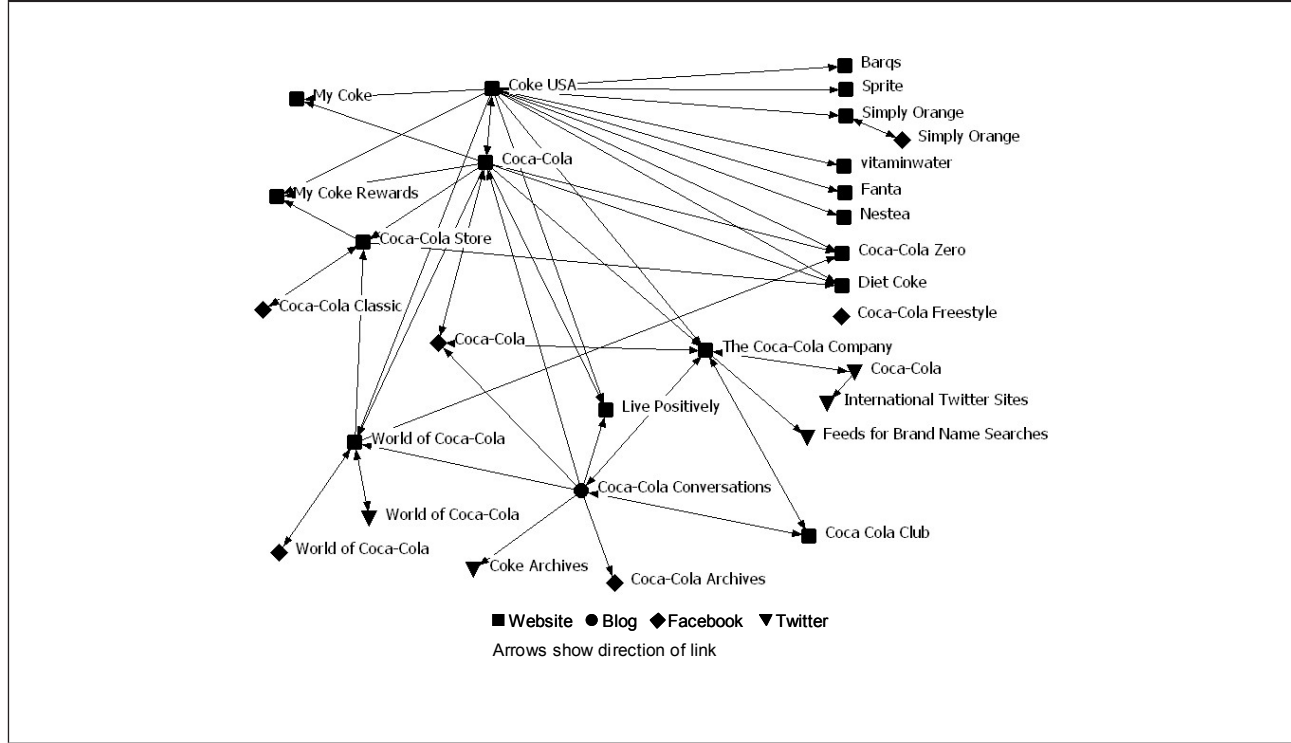 Barqs
Coke USA
Sprite
My Coke
Simply Orange
Simply Orange
Coca-Cola
vitaminwater
Fanta
My Coke Rewards
Nestea
Coca-Cola Store
Coca-Cola Zero
Diet Coke
Coca-Cola Classic
Coca-Cola Freestyle
Coca-Cola
The Coca-Cola Company
Coca-Cola
International Twitter Sites
Live Positively
Feeds for Brand Name Searches
World of Coca-Cola
Coca-Cola Conversations
World of Coca-Cola
Coca Cola Club
World of Coca-Cola
Coke Archives
Coca-Cola Archives
Website Blog Facebook Twitter
Arrows show direction of link